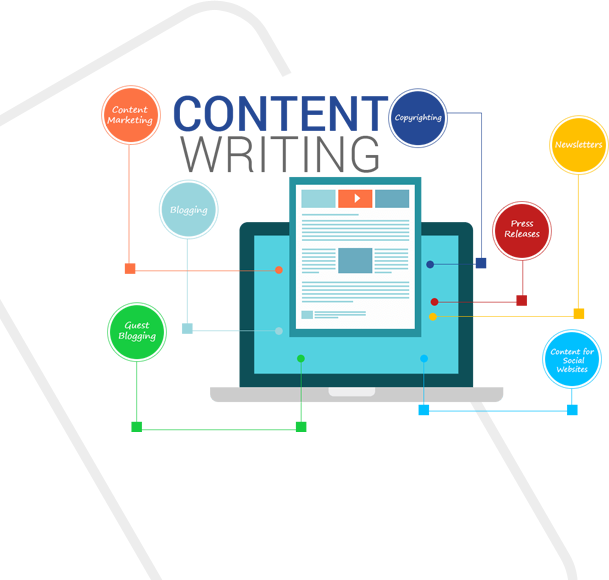 CONTENT
WRITING
Content
Marketing
Copyrighting
Newsletters
Blogging
Press
Releases
Guest
Blogging
Content for
Social
Websites